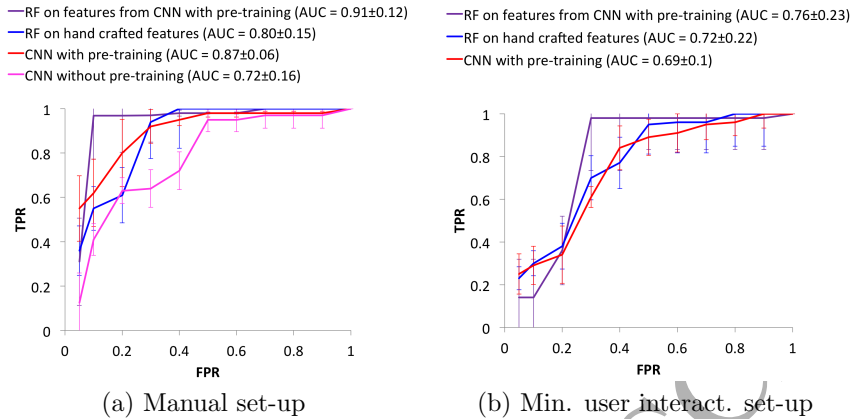 RF on features from CNN with pre-training (AUC = 0.91±0.12)
RF on hand crafted features (AUC = 0.80±0.15)
CNN with pre-training (AUC = 0.87±0.06)
CNN without pre-training (AUC = 0.72±0.16)
1
0.8
0.6
0.4
0.2
0
TPR
0 0.2 0.4 0.6 0.8 1
FPR
(a) Manual set-up
RF on features from CNN with pre-training (AUC = 0.76±0.23)
RF on hand crafted features (AUC = 0.72±0.22)
CNN with pre-training (AUC = 0.69±0.1)
1
0.8
0.6
0.4
0.2
0
TPR
0 0.2 0.4 0.6 0.8 1
FPR
(b) Min. user interact. set-up